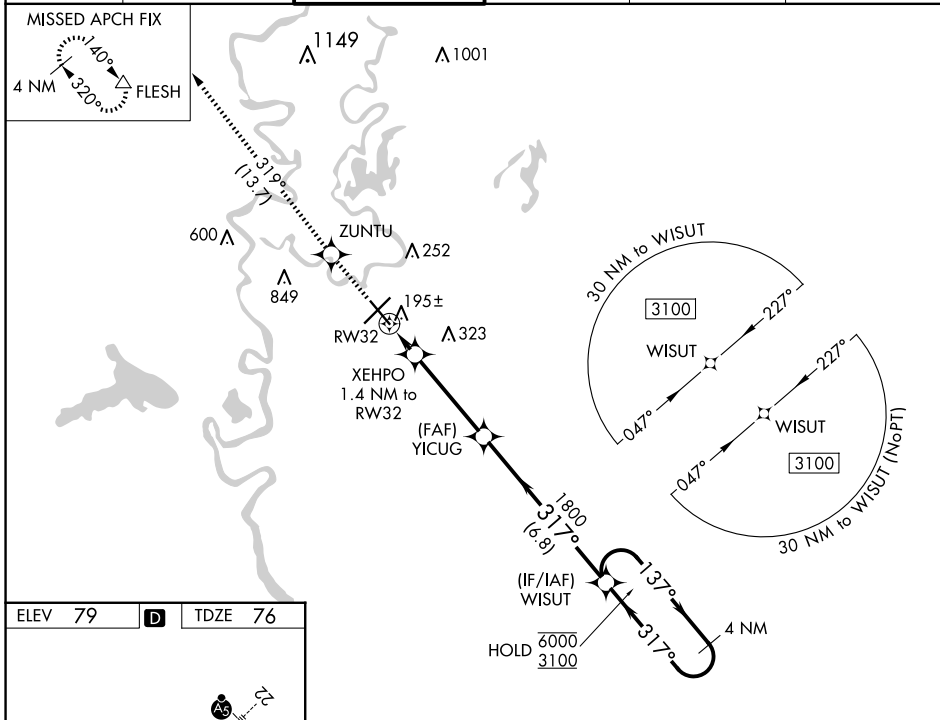 MISSED APCH FIX
140°
4 NM
320°
FLESH
1149
1001
319°
(13.7)
600
ZUNTU
252
849
195±
RW32
323
XEHPO
1.4 NM to
RW32
(FAF)
YICUG
30 NM to WISUT
3100
227°
WISUT
047°
227°
WISUT
047°
3100
30 NM to WISUT (NoPT)
1800
317°
(6.8)
(IF/IAF)
WISUT
137°
317°
4 NM
HOLD 6000
3100
ELEV 79 D TDZE 76
A5
22